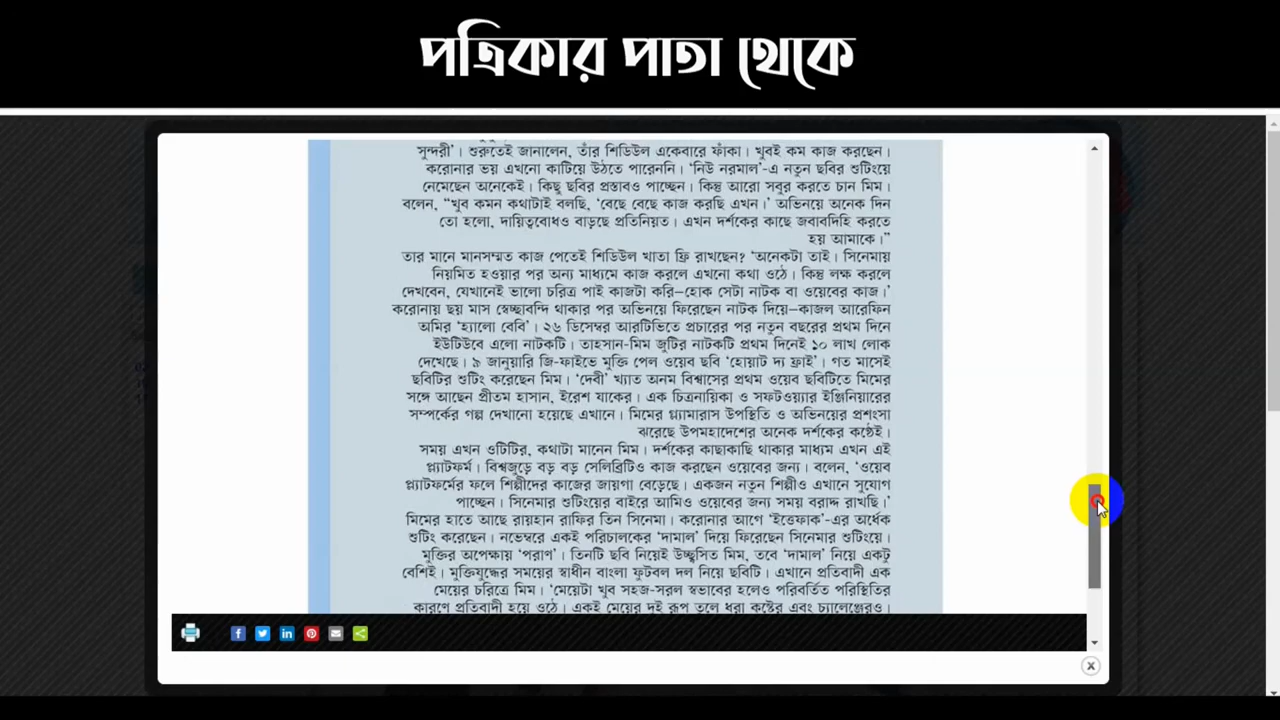 পত্রিকার পাতা থেকে
সুন্দরী'। শুরুতেই জানালেন, তাঁর শিডিউল একেবারে ফাঁকা। খুবই কম কাজ করছেন।
করোনার ভয় এখনো কাটিয়ে উঠতে পারেননি। 'নিউ নরমাল'-এ নতুন ছবির শুটিংয়ে
নেমেছেন অনেকেই। কিছু ছবির প্রস্তাবও পাচ্ছেন। কিন্তু আরো সবুর করতে চান মিম।
বলেন, “খুব কমন কথাটাই বলছি, 'বেছে বেছে কাজ করছি এখন।' অভিনয়ে অনেক দিন
তো হলো, দায়িত্ববোধও বাড়ছে প্রতিনিয়ত। এখন দর্শকের কাছে জবাবদিহি করতে
হয় আমাকে।”
তার মানে মানসম্মত কাজ পেতেই শিডিউল খাতা ফ্রি রাখছেন? 'অনেকটা তাই। সিনেমায়
নিয়মিত হওয়ার পর অন্য মাধ্যমে কাজ করলে এখনো কথা ওঠে। কিন্তু লক্ষ করলে
দেখবেন, যেখানেই ভালো চরিত্র পাই কাজটা করি—হোক সেটা নাটক বা ওয়েবের কাজ।'
করোনায় ছয় মাস স্বেচ্ছাবন্দি থাকার পর অভিনয়ে ফিরেছেন নাটক দিয়ে—কাজল আরেফিন
অমির 'হ্যালো বেবি'। ২৬ ডিসেম্বর আরটিভিতে প্রচারের পর নতুন বছরের প্রথম দিনে
ইউটিউবে এলো নাটকটি। তাহসান-মিম জুটির নাটকটি প্রথম দিনেই ১০ লাখ লোক
দেখেছে। ৯ জানুয়ারি জি-ফাইভে মুক্তি পেল ওয়েব ছবি 'হোয়াট দ্য ফ্রাই'। গত মাসেই
ছবিটির শুটিং করেছেন মিম। 'দেবী' খ্যাত অনম বিশ্বাসের প্রথম ওয়েব ছবিটিতে মিমের
সঙ্গে আছেন প্রীতম হাসান, ইরেশ যাকের। এক চিত্রনায়িকা ও সফটওয়্যার ইঞ্জিনিয়ারের
সম্পর্কের গল্প দেখানো হয়েছে এখানে। মিমের গ্ল্যামারাস উপস্থিতি ও অভিনয়ের প্রশংসা
ঝরেছে উপমহাদেশের অনেক দর্শকের কণ্ঠেই।
সময় এখন ওটিটির, কথাটা মানেন মিম। দর্শকের কাছাকাছি থাকার মাধ্যম এখন এই
প্ল্যাটফর্ম। বিশ্বজুড়ে বড় বড় সেলিব্রিটিও কাজ করছেন ওয়েবের জন্য। বলেন, 'ওয়েব
প্ল্যাটফর্মের ফলে শিল্পীদের কাজের জায়গা বেড়েছে। একজন নতুন শিল্পীও এখানে সুযোগ
পাচ্ছেন। সিনেমার শুটিংয়ের বাইরে আমিও ওয়েবের জন্য সময় বরাদ্দ রাখছি।'
মিমের হাতে আছে রায়হান রাফির তিন সিনেমা। করোনার আগে 'ইত্তেফাক'-এর অর্ধেক
শুটিং করেছেন। নভেম্বরে একই পরিচালকের 'দামাল' দিয়ে ফিরেছেন সিনেমার শুটিংয়ে।
মুক্তির অপেক্ষায় 'পরাণ'। তিনটি ছবি নিয়েই উচ্ছ্বসিত মিম, তবে 'দামাল' নিয়ে একটু
বেশিই। মুক্তিযুদ্ধের সময়ের স্বাধীন বাংলা ফুটবল দল নিয়ে ছবিটি। এখানে প্রতিবাদী এক
মেয়ের চরিত্রে মিম। 'মেয়েটা খুব সহজ-সরল স্বভাবের হলেও পরিবর্তিত পরিস্থিতির
কারণে প্রতিবাদী হয়ে ওঠে। একই মেয়ের দুই রূপ তুলে ধরা কষ্টের এবং চ্যালেঞ্জেরও।